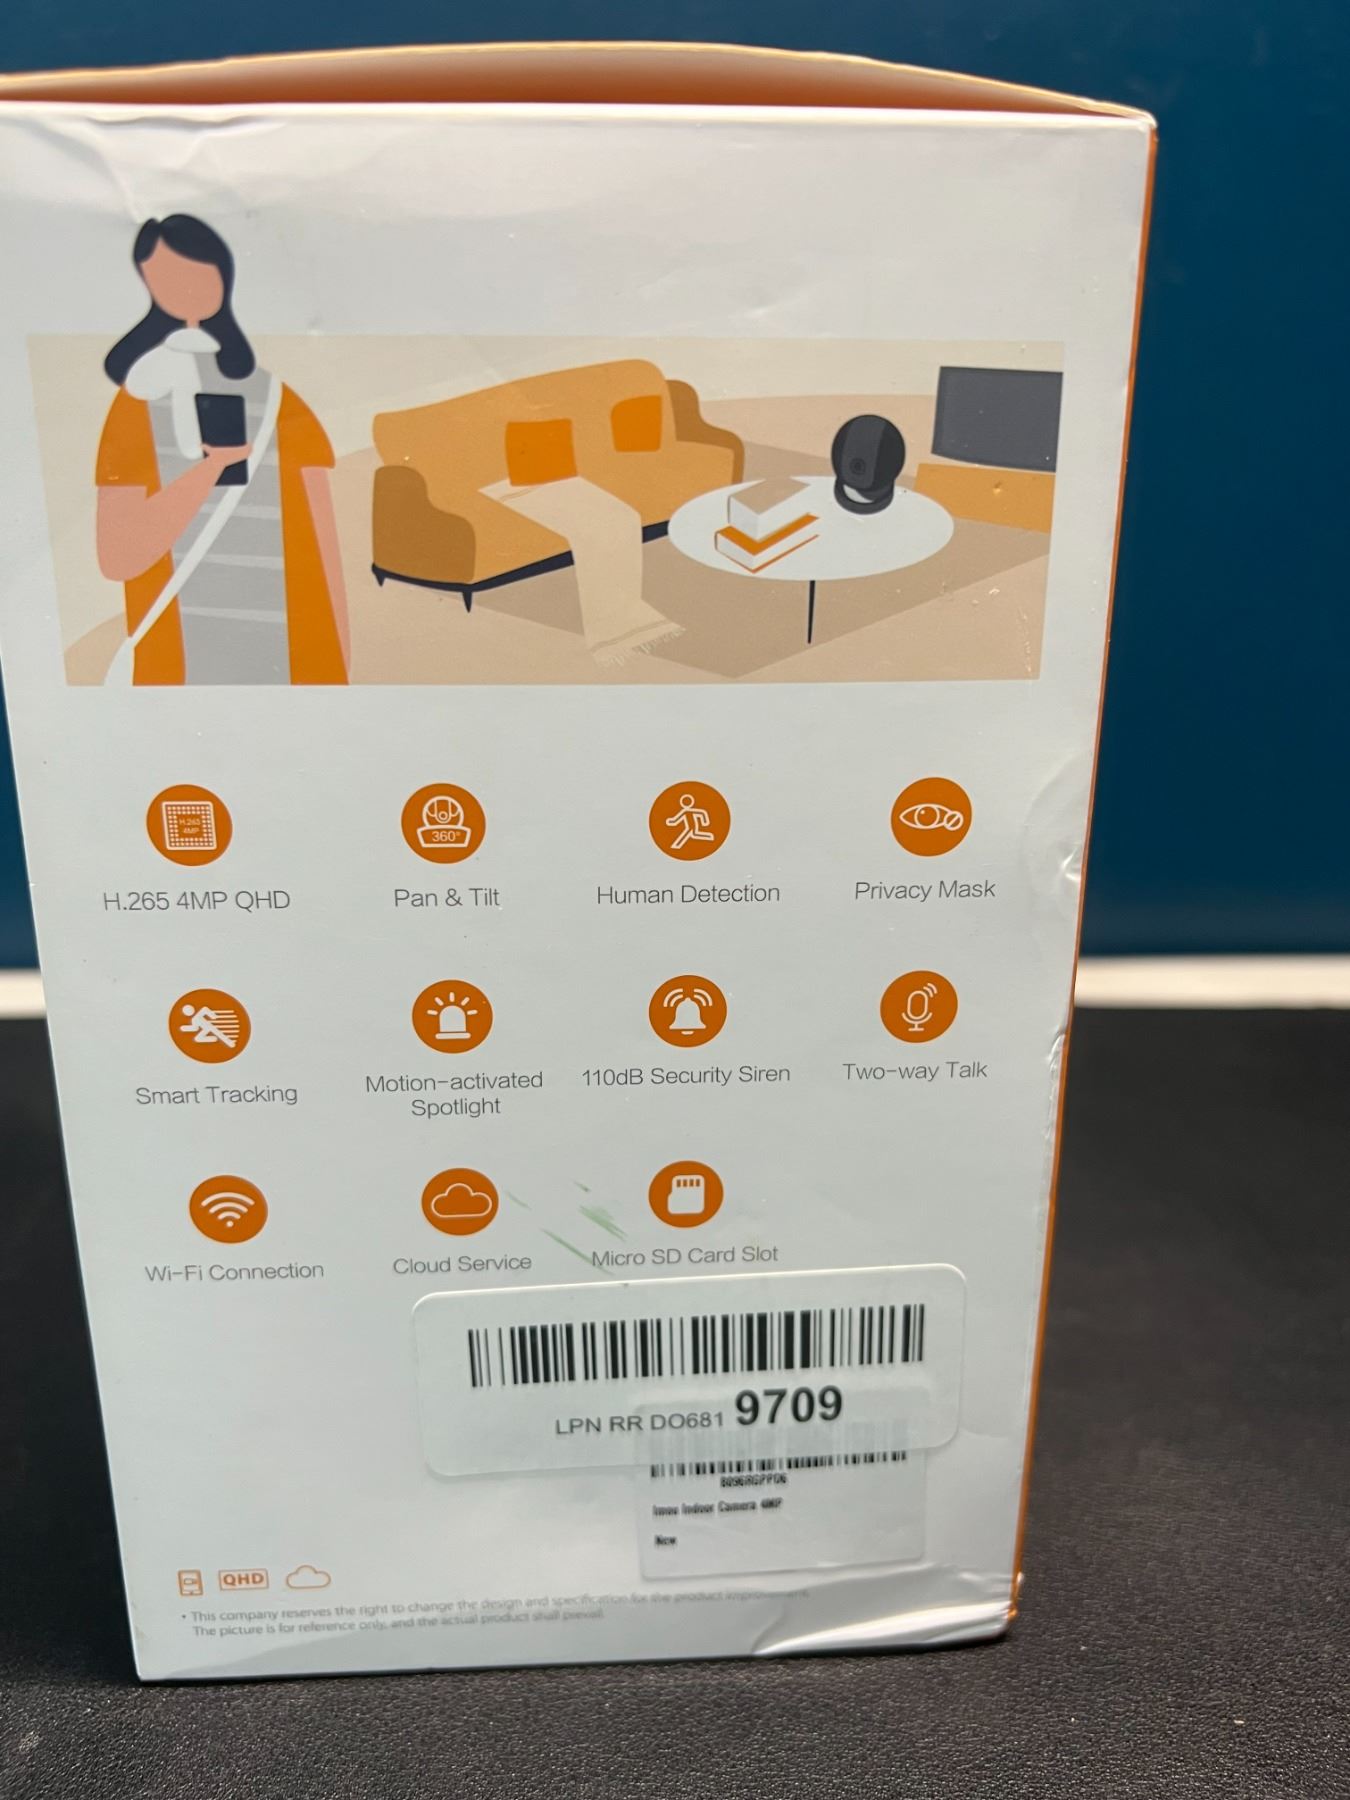 H.265
4MP
360°
H.265 4MP QHD
Pan & Tilt
Human Detection
Privacy Mask
Smart Tracking
Motion-activated
Spotlight
110dB Security Siren
Two-way Talk
Wi-Fi Connection
Cloud Service
Micro SD Card Slot
LPN RR DO681 9709
Imou Indoor Camera 4MP
New
QHD
• This company reserves the right to change the design and specification for the product improvement.
The picture is for reference only, and the actual product shall prevail.